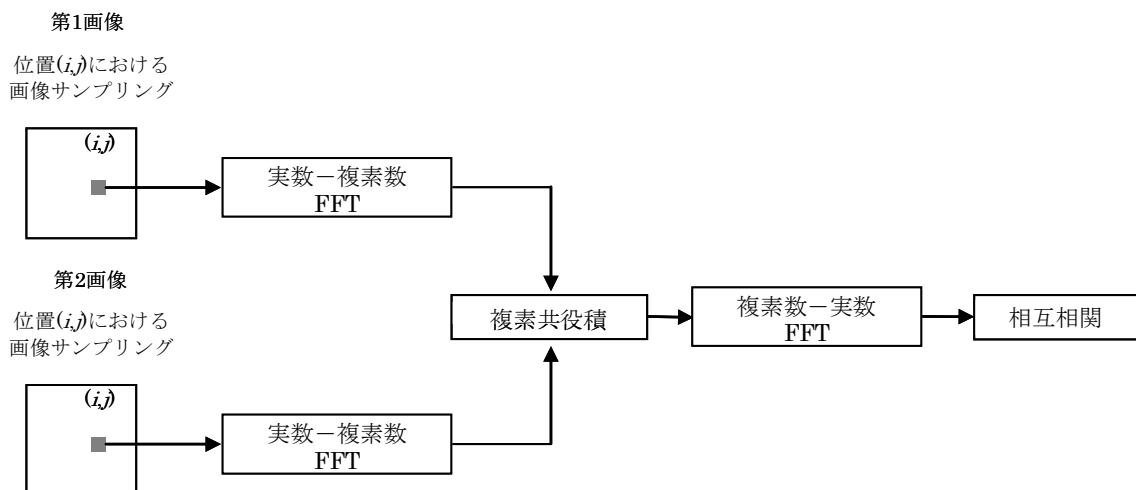 第1画像
位置(i,j)における
画像サンプリング
(i,j)
実数－複素数
FFT
第2画像
位置(i,j)における
画像サンプリング
(i,j)
実数－複素数
FFT
複素共役積
複素数－実数
FFT
相互相関